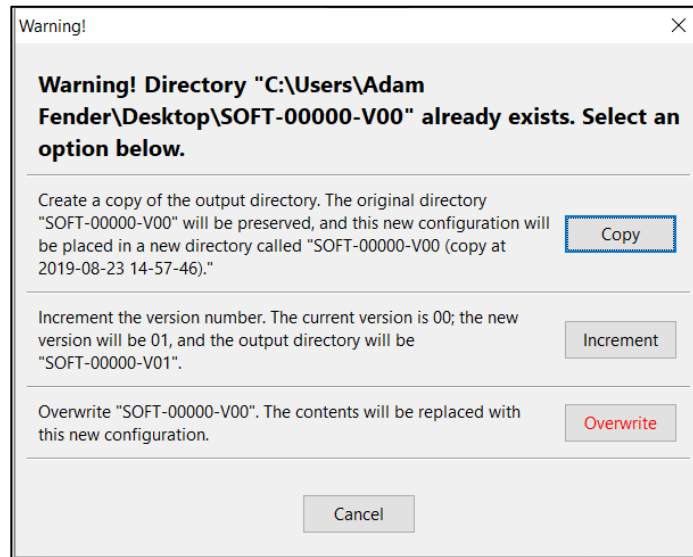 Warning!
Warning! Directory "C:\Users\Adam
Fender\Desktop\SOFT-00000-V00" already exists. Select an
option below.
Create a copy of the output directory. The original directory
"SOFT-00000-V00" will be preserved, and this new configuration will
be placed in a new directory called "SOFT-00000-V00 (copy at
2019-08-23 14-57-46)."
Copy
Increment the version number. The current version is 00; the new
version will be 01, and the output directory will be
"SOFT-00000-V01".
Increment
Overwrite "SOFT-00000-V00". The contents will be replaced with
this new configuration.
Overwrite
Cancel